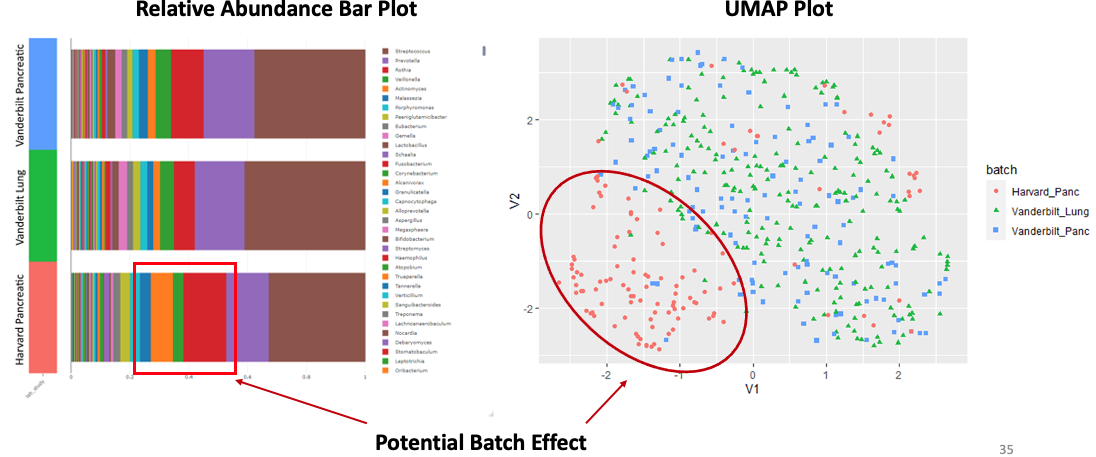 Relative Abundance Bar Plot
UMAP Plot
Vanderbilt Pancreatic
Vanderbilt Lung
Harvard Pancreatic
Streptococcus
Prevotella
Rothia
Veillonella
Actinomyces
Malassezia
Porphyromonas
Paeniglutamicibacter
Eubacterium
Gemella
Lactobacillus
Schaalia
Fusobacterium
Corynebacterium
Alcanivorax
Granulicatella
Capnocytophaga
Alloprevotella
Aspergillus
Megasphaera
Bifidobacterium
Streptomyces
Haemophilus
Atopobium
Truepereila
Tannerella
Verticillium
Sanguibacteroides
Treponema
Lachnoanaerobaculum
Nocardia
Debaryomyces
Stomatobaculum
Leptotrichia
Oribacterium
0
0.2
0.4
0.6
0.8
1
V2
2
0
-2
-2
-1
0
1
2
V1
batch
Harvard_Panc
Vanderbilt_Lung
Vanderbilt_Panc
Potential Batch Effect
35